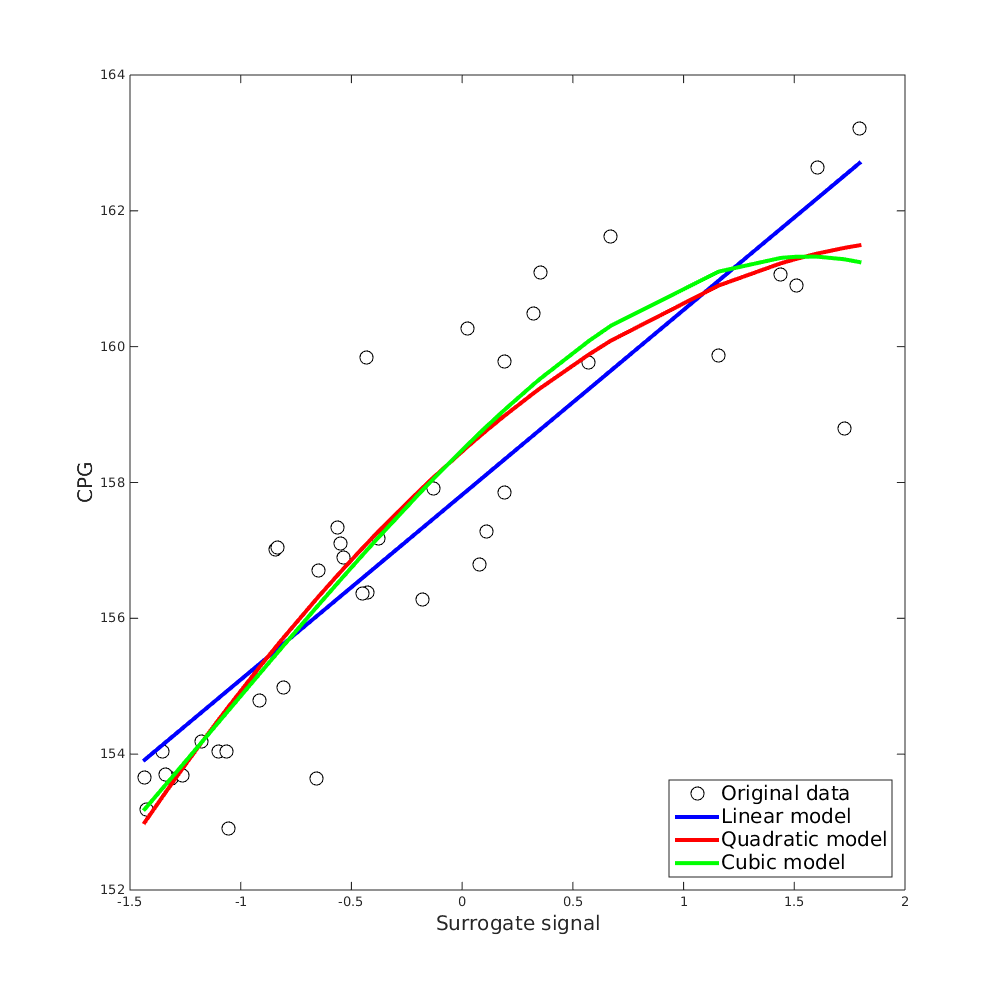 164
162
160
158
156
154
152
CPG
-1.5 -1 -0.5 0 0.5 1 1.5 2
Surrogate signal
Original data
Linear model
Quadratic model
Cubic model